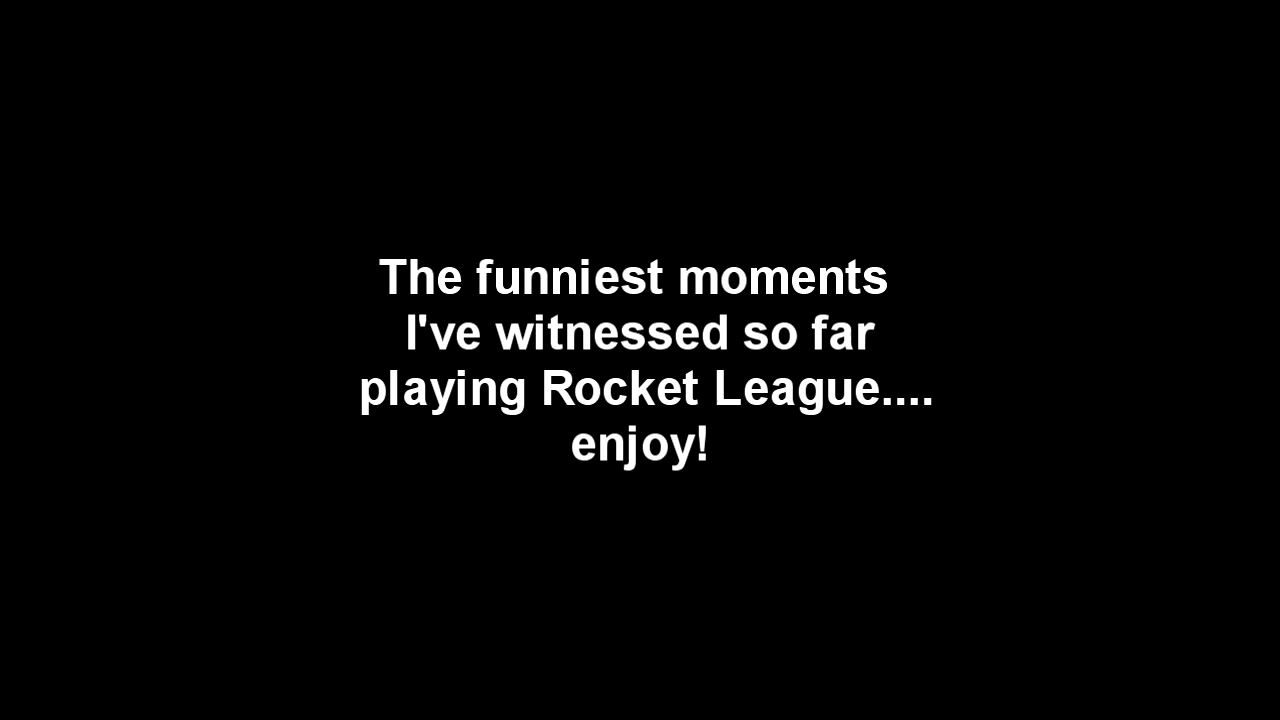 The funniest moments
I've witnessed so far
playing Rocket League....
enjoy!